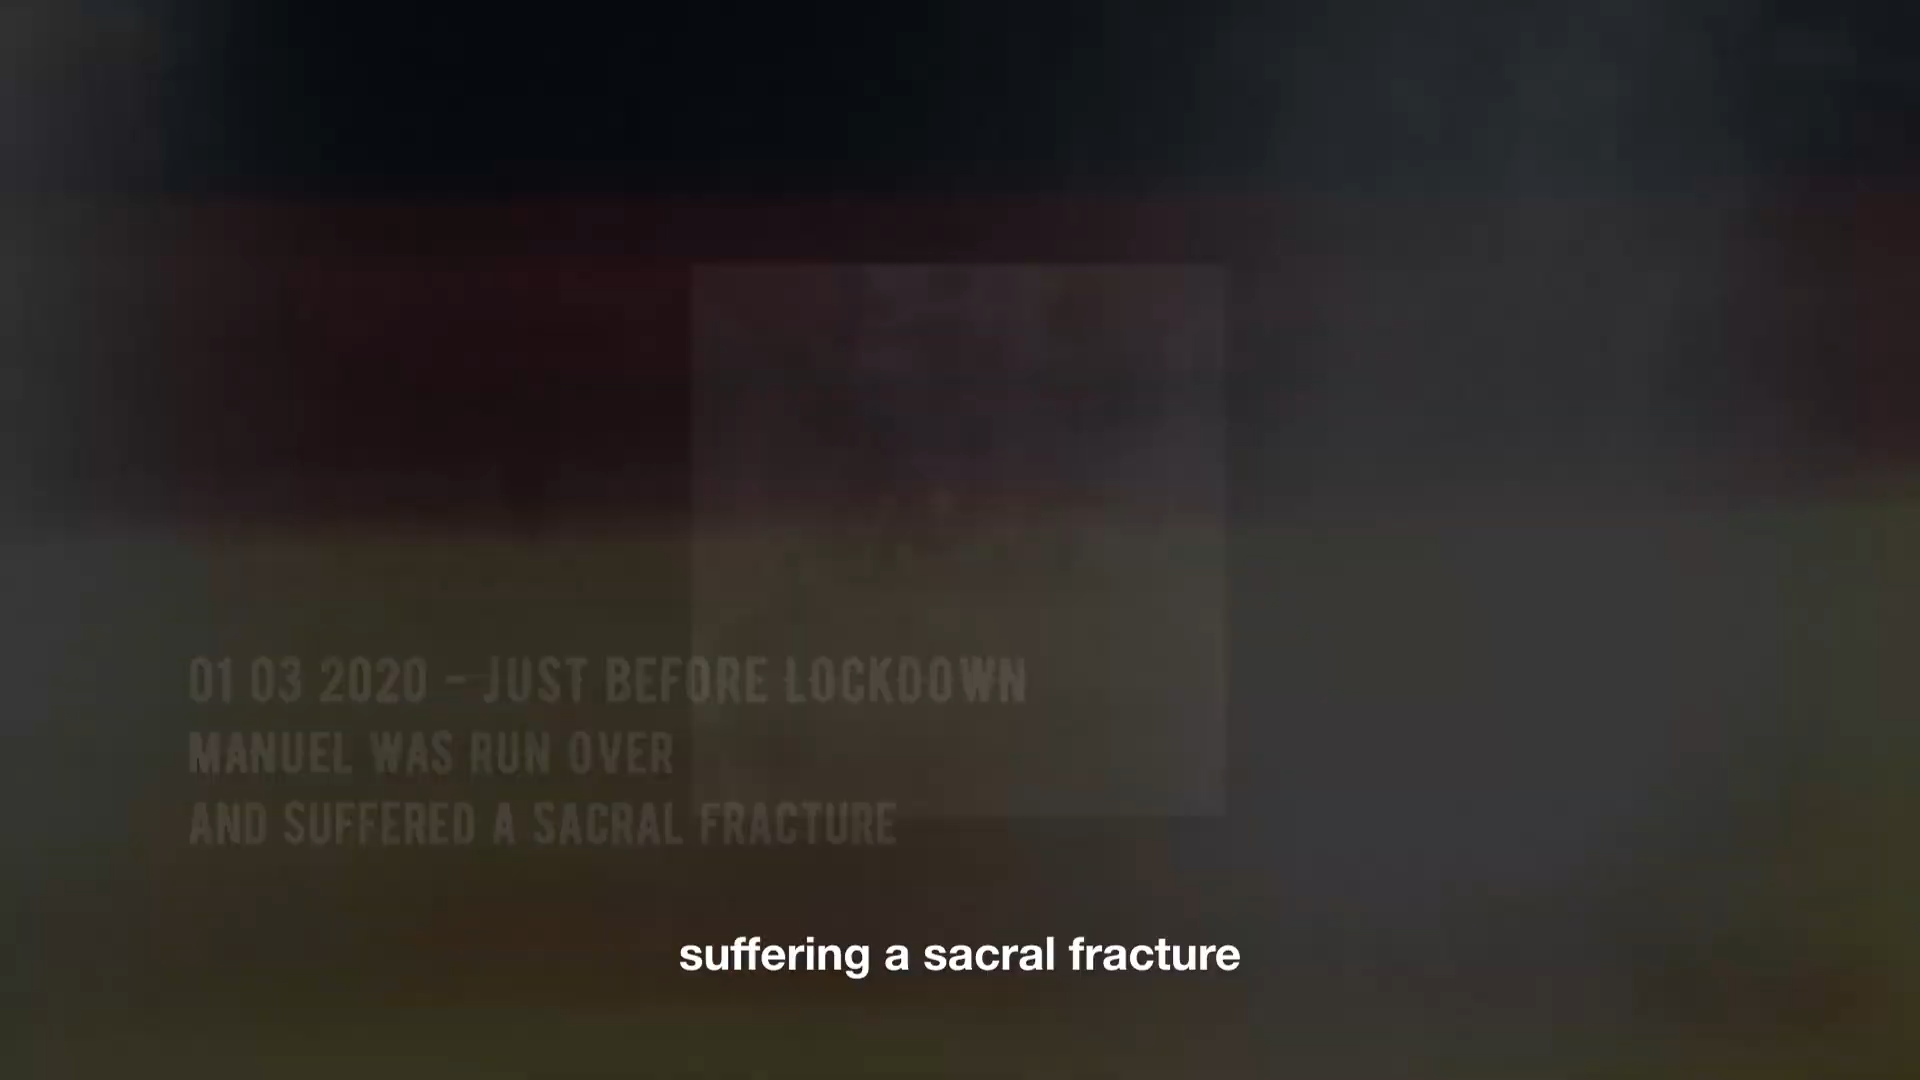 01 03 2020 – JUST BEFORE LOCKDOWN
MANUEL WAS RUN OVER
AND SUFFERED A SACRAL FRACTURE
suffering a sacral fracture